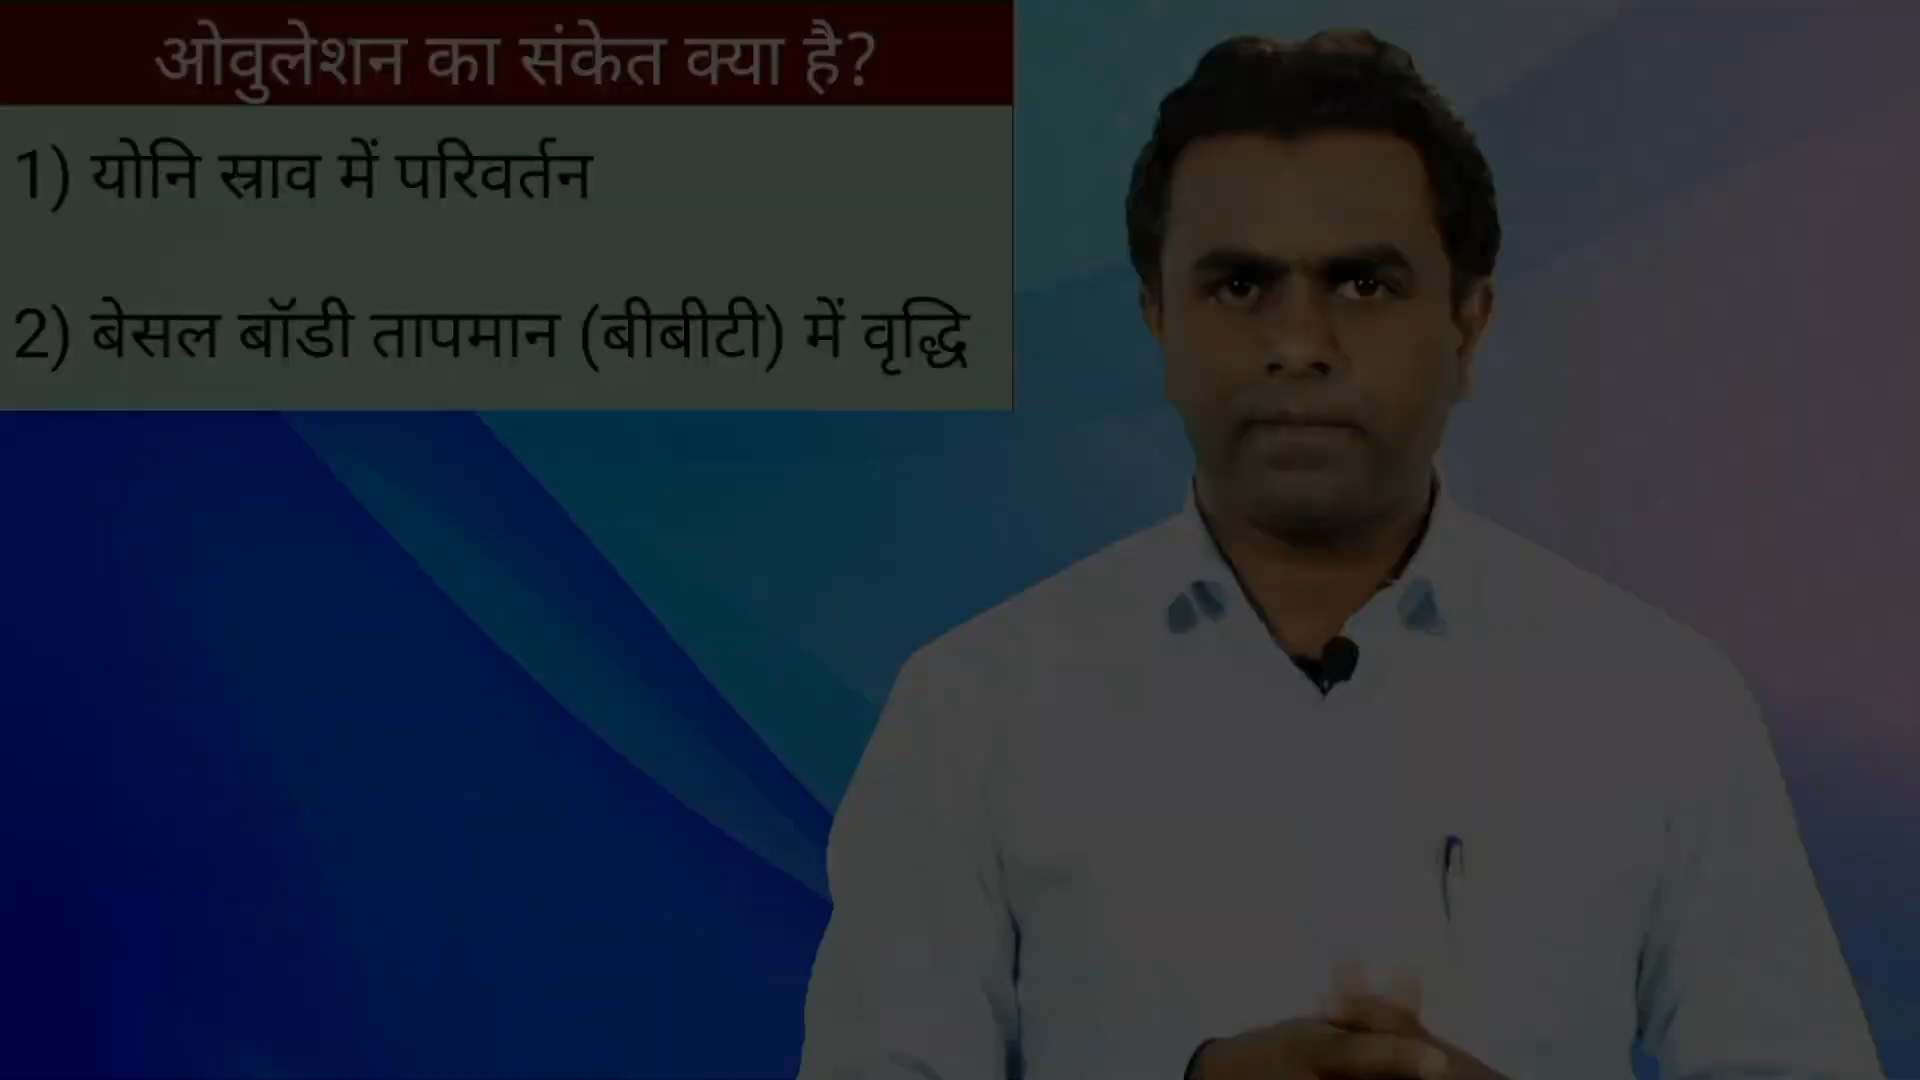 ओवुलेशन का संकेत क्या है?
1) योनि स्राव में परिवर्तन
2) बेसल बॉडी तापमान (बीबीटी) में वृद्धि